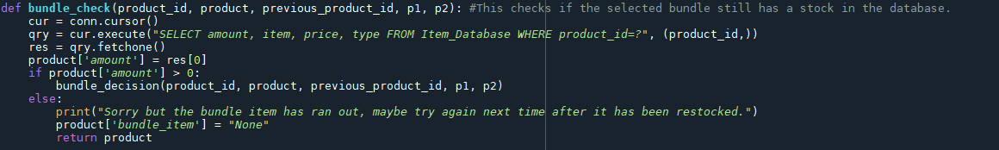 def bundle_check(product_id, product, previous_product_id, p1, p2): #This checks if the selected bundle still has a stock in the database.
    cur = conn.cursor()
    qry = cur.execute("SELECT amount, item, price, type FROM Item_Database WHERE product_id=?", (product_id,))
    res = qry.fetchone()
    product['amount'] = res[0]
    if product['amount'] > 0:
        bundle_decision(product_id, product, previous_product_id, p1, p2)
    else:
        print("Sorry but the bundle item has ran out, maybe try again next time after it has been restocked.")
        product['bundle_item'] = "None"
        return product